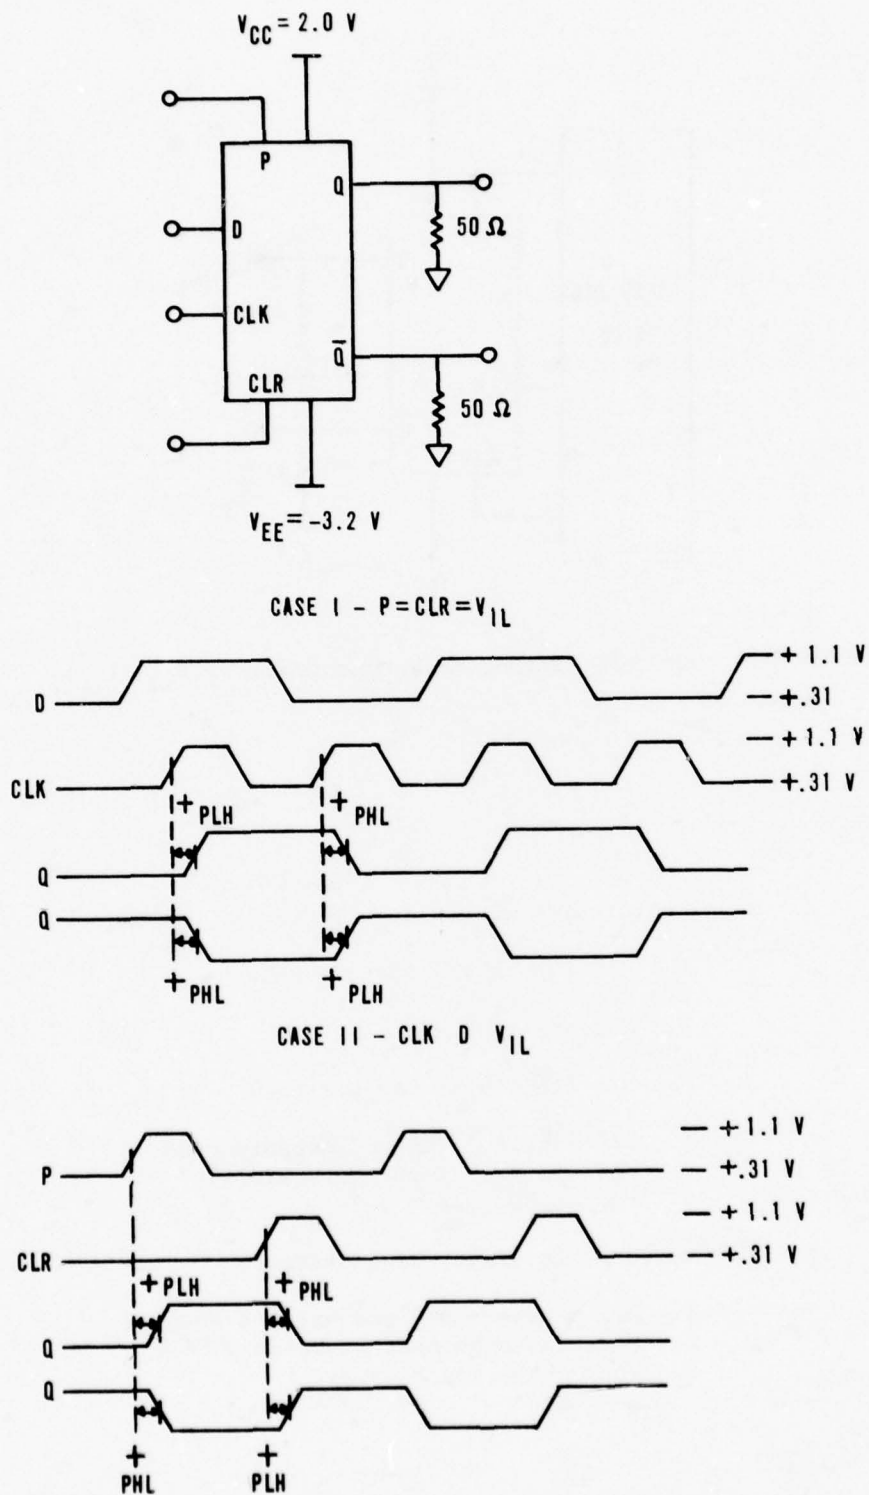 V_CC = 2.0 V
P
Q
50 Ω
D
CLK
Q̅
CLR
50 Ω
V_EE = -3.2 V
CASE I - P = CLR = V_IL
+ 1.1 V
D
+.31
+ 1.1 V
CLK
+.31 V
+ PLH
+ PHL
Q
Q
+ PHL
+ PLH
CASE II - CLK D V_IL
+ 1.1 V
P
+.31 V
+ 1.1 V
CLR
+.31 V
+ PLH
+ PHL
Q
Q
+ PHL
+ PLH